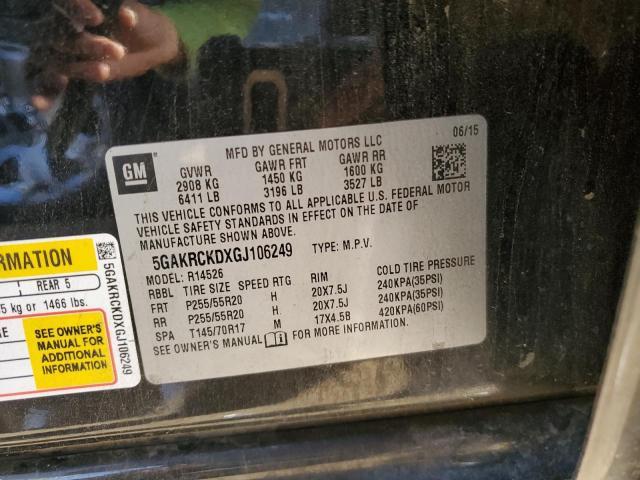 GM
MFD BY GENERAL MOTORS LLC
06/15
GVWR GAWR FRT GAWR RR
2908 KG 1450 KG 1600 KG
6411 LB 3196 LB 3527 LB
THIS VEHICLE CONFORMS TO ALL APPLICABLE U.S. FEDERAL MOTOR
VEHICLE SAFETY STANDARDS IN EFFECT ON THE DATE OF
MANUFACTURE SHOWN ABOVE.
5GAKRCKDXGJ106249 TYPE: M.P.V.
MODEL: R14526
RBBL TIRE SIZE SPEED RTG RIM COLD TIRE PRESSURE
FRT P255/55R20 H 20X7.5J 240KPA(35PSI)
RR P255/55R20 H 20X7.5J 240KPA(35PSI)
SPA T145/70R17 M 17X4.5B 420KPA(60PSI)
SEE OWNER'S MANUAL FOR MORE INFORMATION.
RMATION
REAR 5
5 kg or 1466 lbs.
RE
SEE OWNER'S
MANUAL FOR
ADDITIONAL
INFORMATION
5GAKRCKDXGJ106249